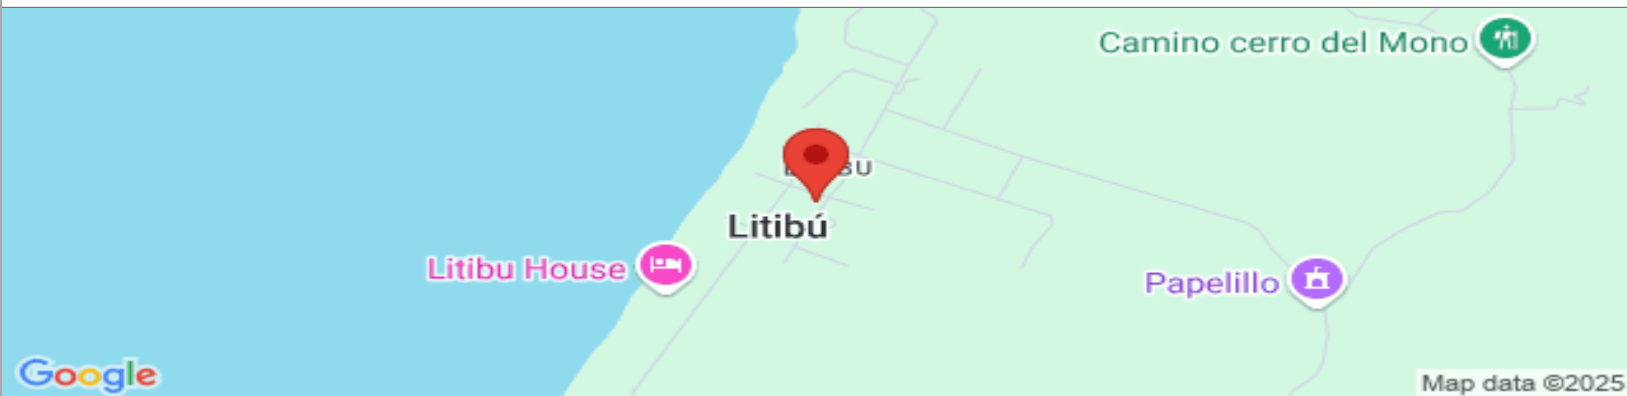 Camino cerro del Mono
Litibú
Litibu House
Papelillo
Google
Map data ©2025